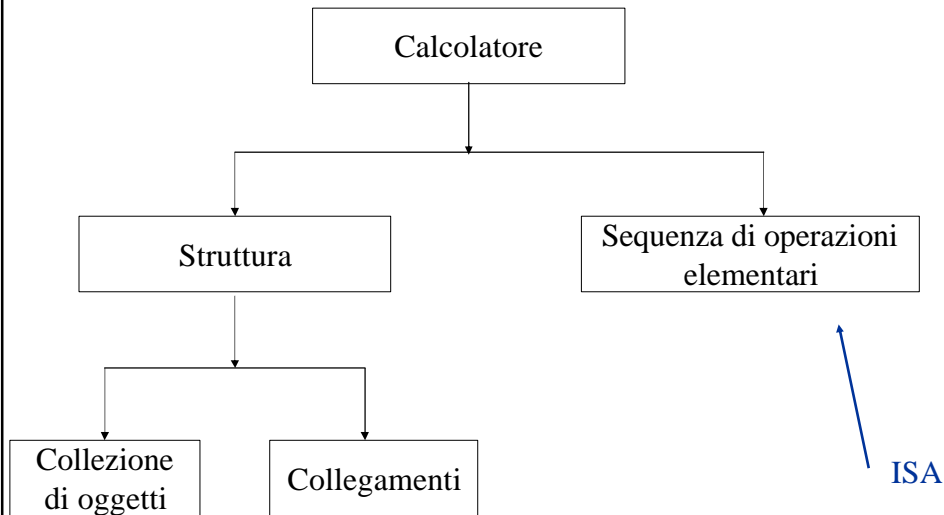 Calcolatore
Struttura
Sequenza di operazioni
elementari
Collezione
di oggetti
Collegamenti
ISA